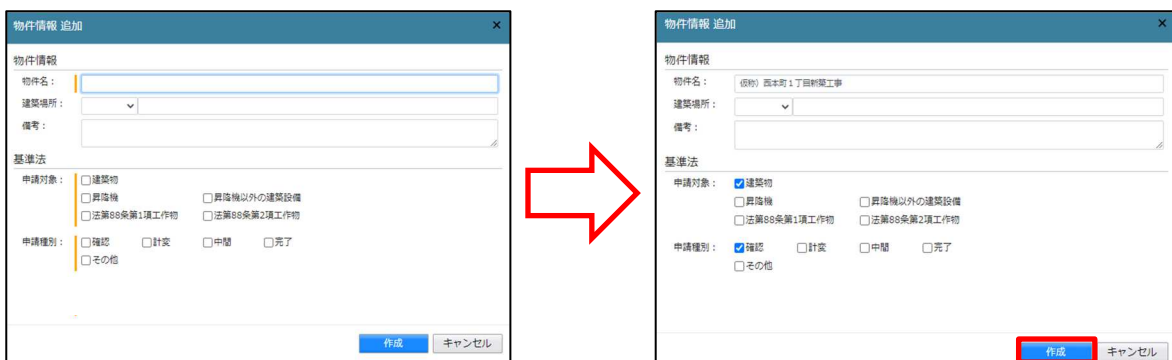 物件情報 追加 ×
物件情報
物件名：
建築場所：
備考：
基準法
申請対象： 建築物
昇降機 昇降機以外の建築設備
法第88条第1項工作物 法第88条第2項工作物
申請種別： 確認 計変 中間 完了
その他
作成 キャンセル
物件情報 追加 ×
物件情報
物件名： 仮称）西本町１丁目新築工事
建築場所：
備考：
基準法
申請対象： 建築物
昇降機 昇降機以外の建築設備
法第88条第1項工作物 法第88条第2項工作物
申請種別： 確認 計変 中間 完了
その他
作成 キャンセル